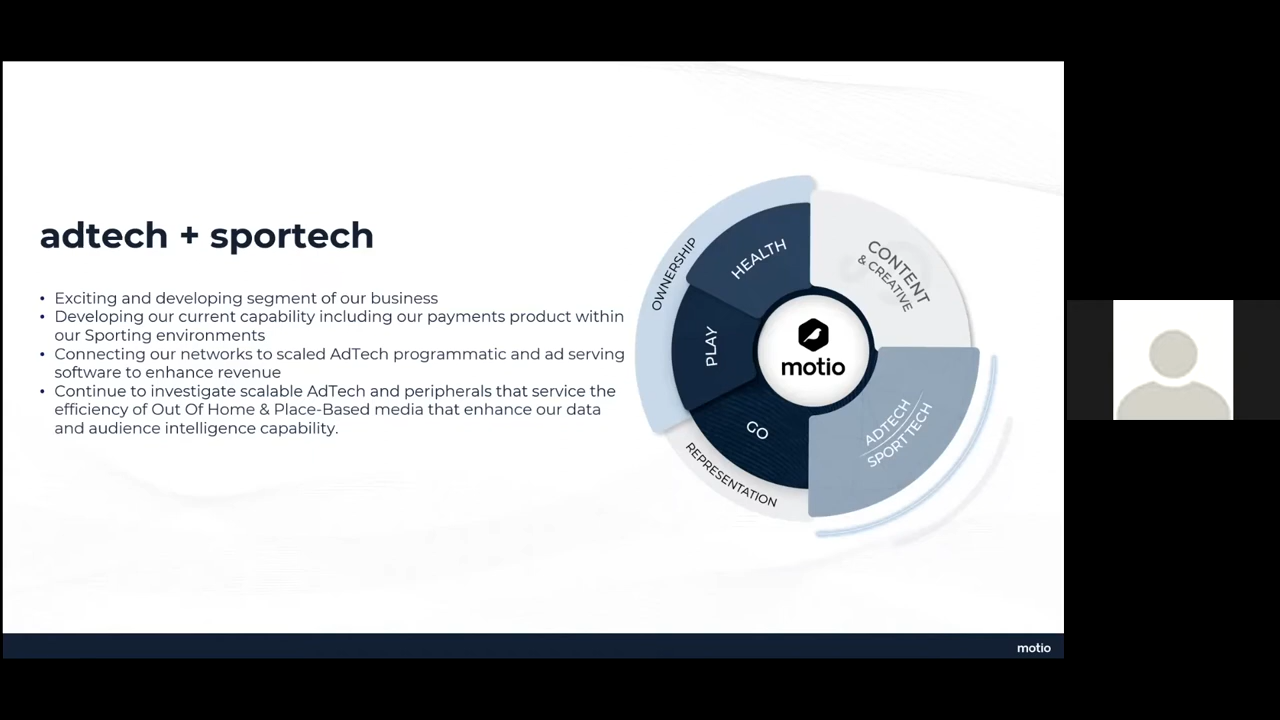 adtech + sportech
• Exciting and developing segment of our business
• Developing our current capability including our payments product within
our Sporting environments
• Connecting our networks to scaled AdTech programmatic and ad serving
software to enhance revenue
• Continue to investigate scalable AdTech and peripherals that service the
efficiency of Out Of Home & Place-Based media that enhance our data
and audience intelligence capability.
OWNERSHIP
HEALTH
CONTENT
& CREATIVE
PLAY
motio
GO
ADTECH
SPORTTECH
REPRESENTATION
motio